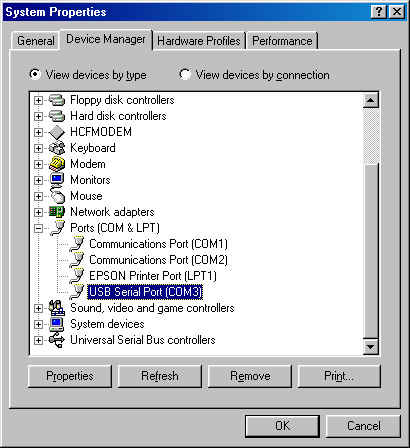 System Properties
General Device Manager Hardware Profiles Performance
View devices by type View devices by connection
Floppy disk controllers
Hard disk controllers
HCFMODEM
Keyboard
Modem
Monitors
Mouse
Network adapters
Ports (COM & LPT)
Communications Port (COM1)
Communications Port (COM2)
EPSON Printer Port (LPT1)
USB Serial Port (COM3)
Sound, video and game controllers
System devices
Universal Serial Bus controllers
Properties Refresh Remove Print...
OK Cancel